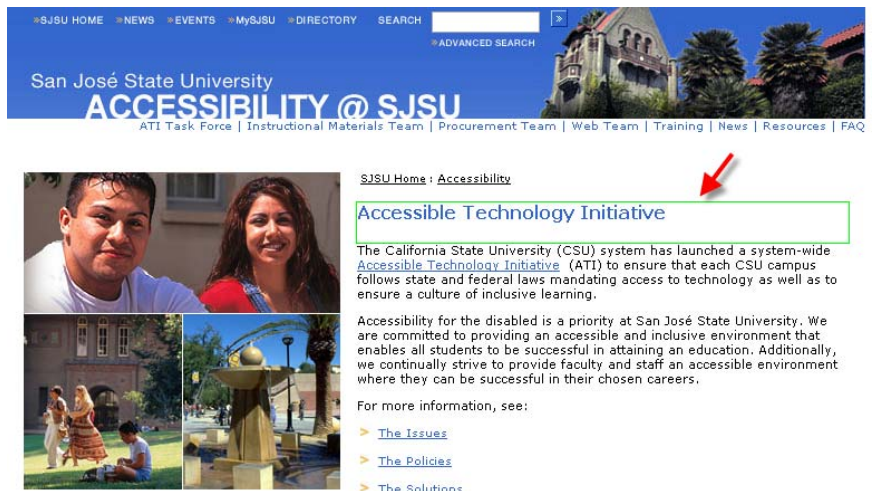 »SJSU HOME »NEWS »EVENTS »MySJSU »DIRECTORY SEARCH »
»ADVANCED SEARCH
San José State University
ACCESSIBILITY @ SJSU
ATI Task Force | Instructional Materials Team | Procurement Team | Web Team | Training | News | Resources | FAQ
SJSU Home : Accessibility
Accessible Technology Initiative
The California State University (CSU) system has launched a system-wide
Accessible Technology Initiative (ATI) to ensure that each CSU campus
follows state and federal laws mandating access to technology as well as to
ensure a culture of inclusive learning.
Accessibility for the disabled is a priority at San José State University. We
are committed to providing an accessible and inclusive environment that
enables all students to be successful in attaining an education. Additionally,
we continually strive to provide faculty and staff an accessible environment
where they can be successful in their chosen careers.
For more information, see:
> The Issues
> The Policies
> The Solutions